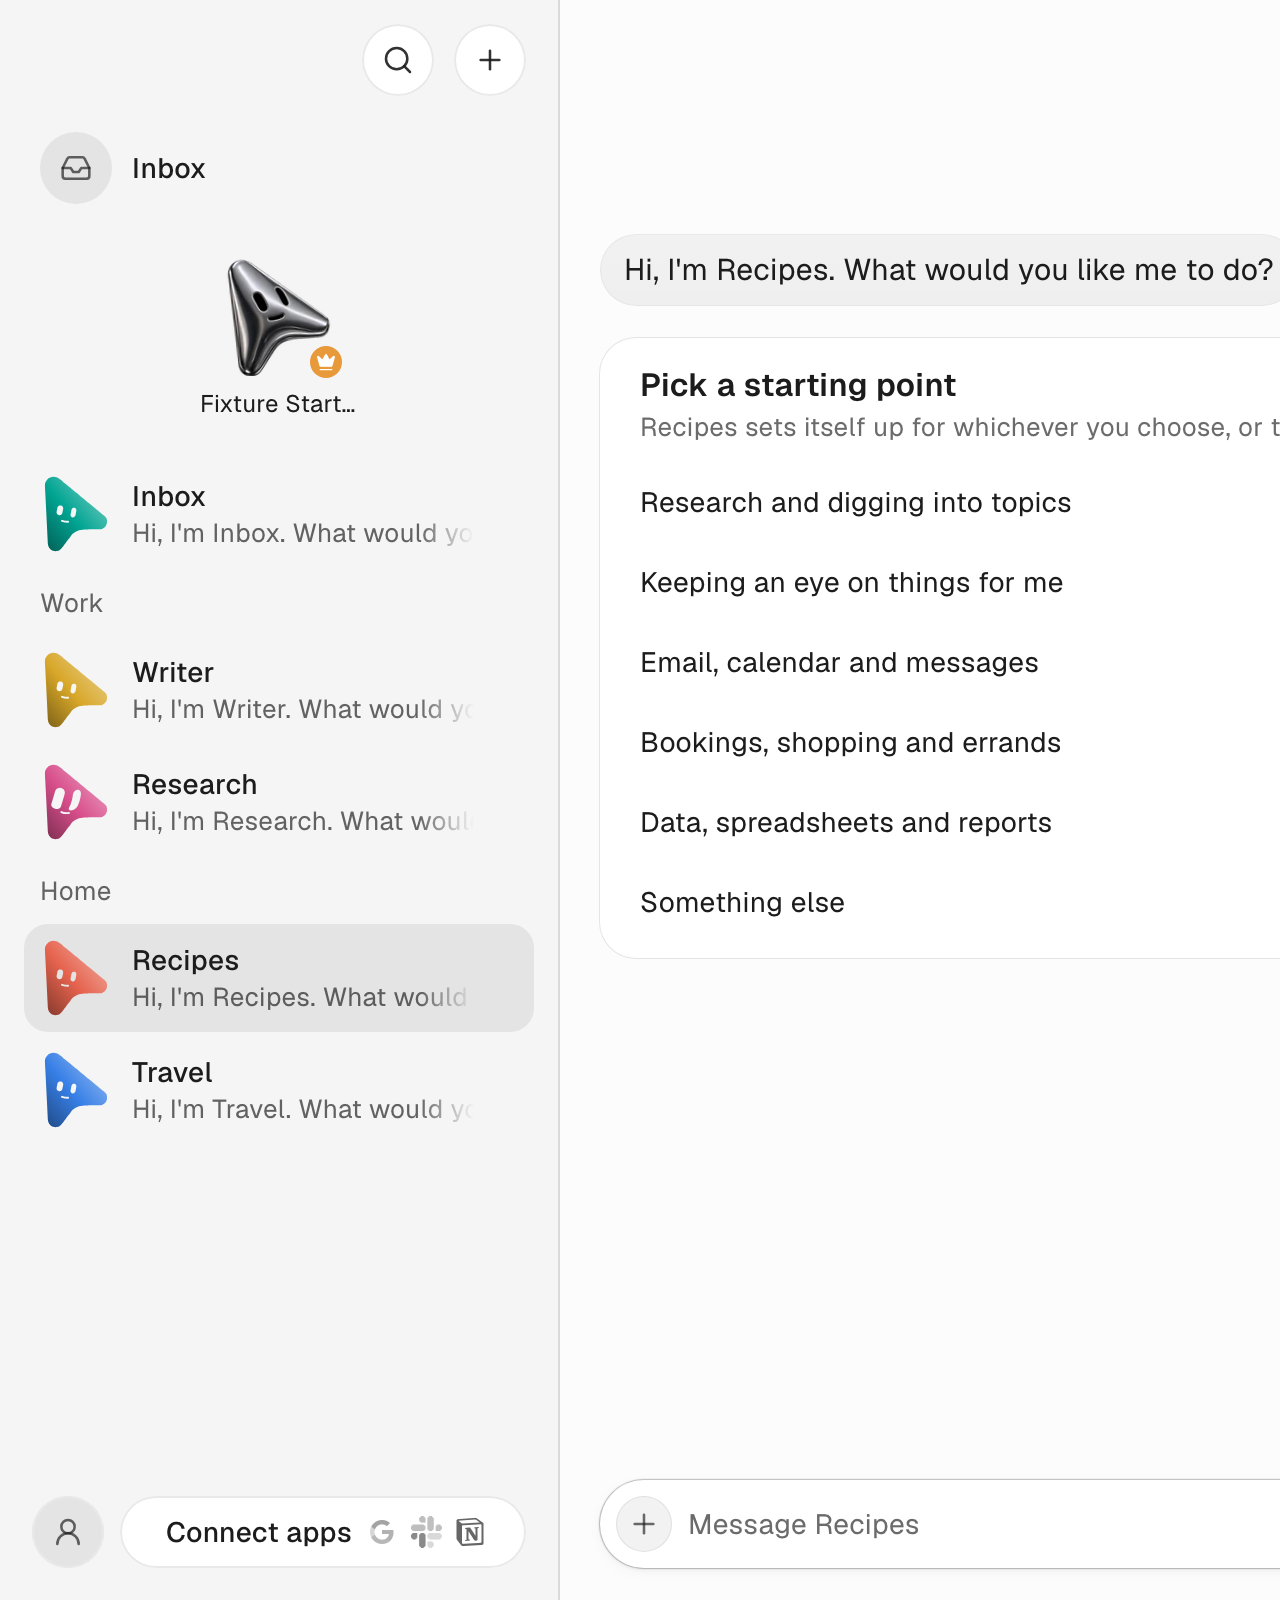 Inbox
Fixture Start...
Inbox
Hi, I'm Inbox. What would yo
Work
Writer
Hi, I'm Writer. What would yo
Research
Hi, I'm Research. What would
Home
Recipes
Hi, I'm Recipes. What would
Travel
Hi, I'm Travel. What would yo
Connect apps
Hi, I'm Recipes. What would you like me to do?
Pick a starting point
Recipes sets itself up for whichever you choose, or t
Research and digging into topics
Keeping an eye on things for me
Email, calendar and messages
Bookings, shopping and errands
Data, spreadsheets and reports
Something else
Message Recipes